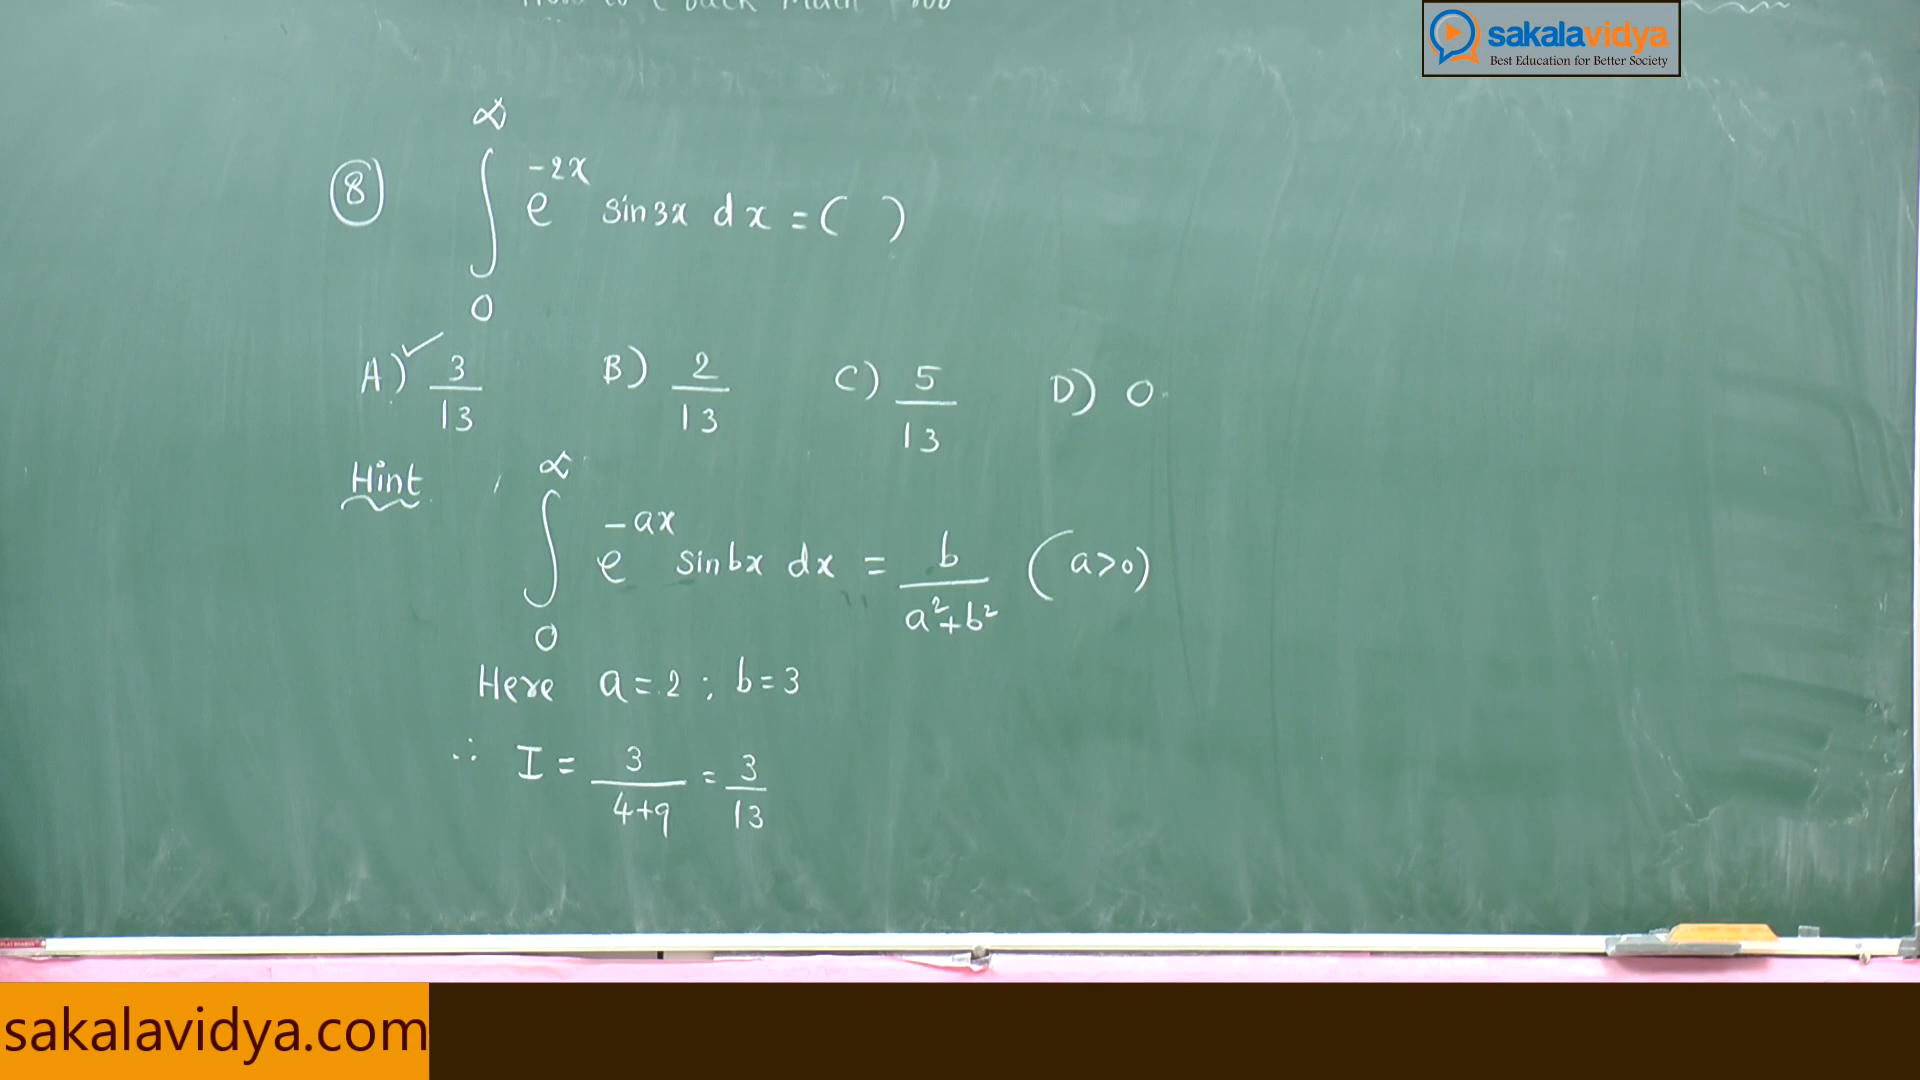 sakalavidya
Best Education for Better Society
⑧ ∫₀^∞ e^{-2x} sin3x dx = ( )
A) ✓ 3/13 B) 2/13 C) 5/13 D) 0
Hint ∫₀^∞ e^{-ax} sinbx dx = b/(a²+b²) (a>0)
Here a=2; b=3
∴ I = 3/(4+9) = 3/13
sakalavidya.com